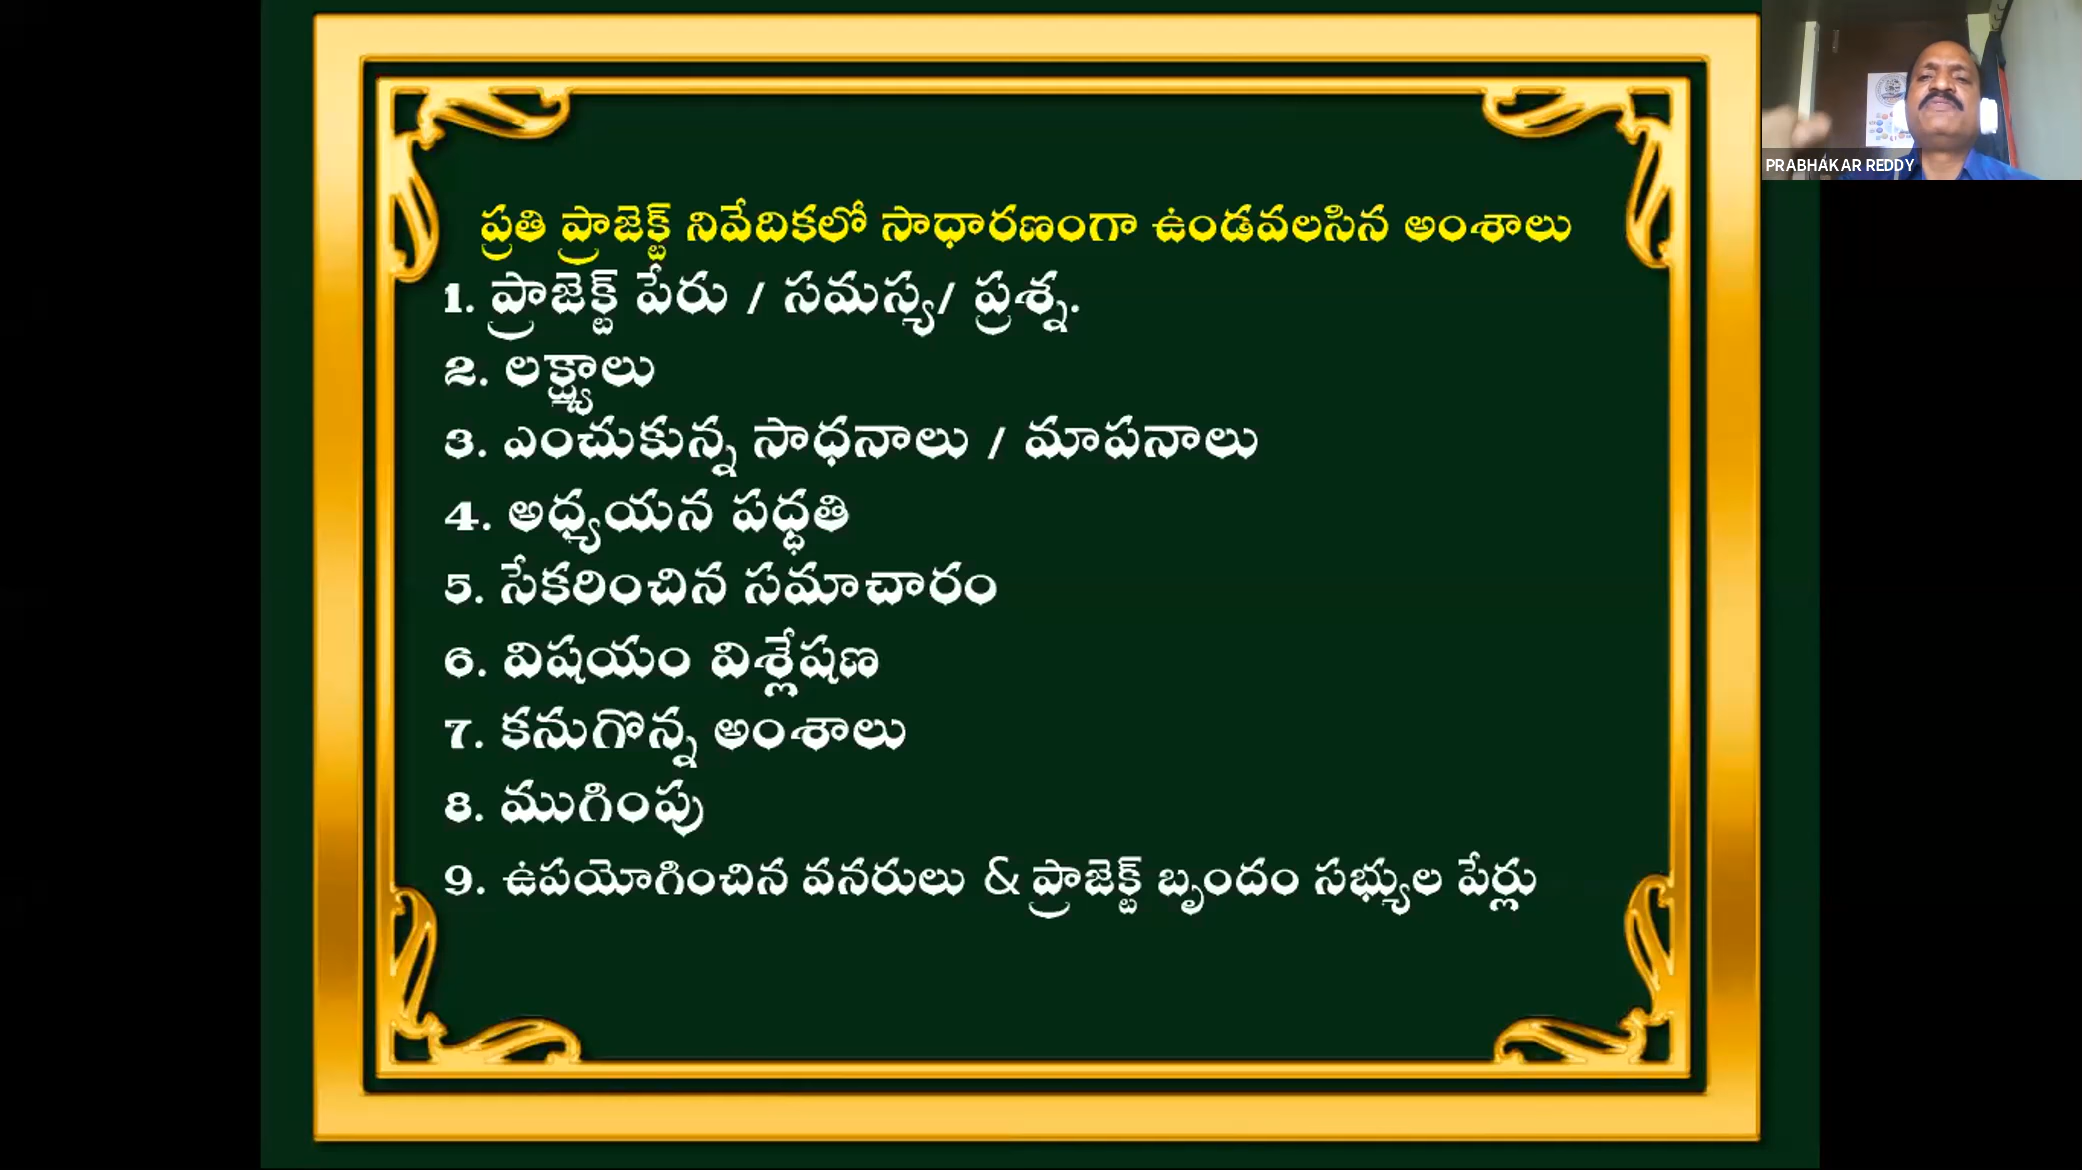 PRABHAKAR REDDY
ప్రతి ప్రాజెక్ట్ నివేదికలో సాధారణంగా ఉండవలసిన అంశాలు
1. ప్రాజెక్ట్ పేరు / సమస్య/ ప్రశ్న.
2. లక్ష్యాలు
3. ఎంచుకున్న సాధనాలు / మాపనాలు
4. అధ్యయన పధ్ధతి
5. సేకరించిన సమాచారం
6. విషయం విశ్లేషణ
7. కనుగొన్న అంశాలు
8. ముగింపు
9. ఉపయోగించిన వనరులు & ప్రాజెక్ట్ బృందం సభ్యుల పేర్లు